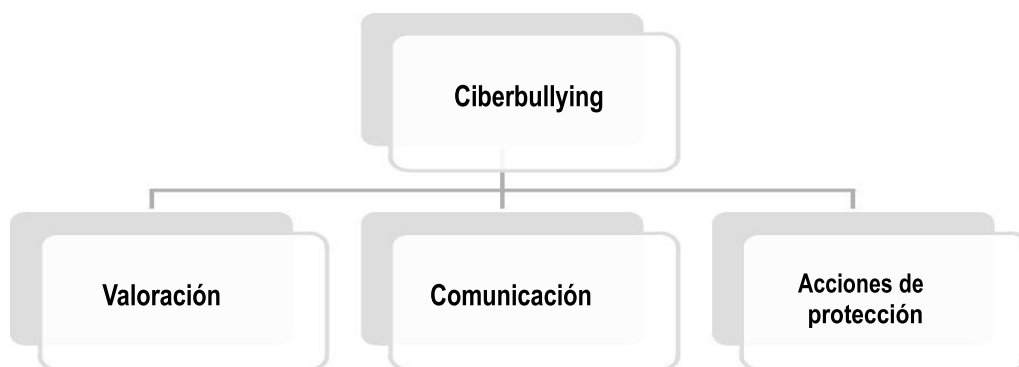 Ciberbullying
Valoración
Comunicación
Acciones de
protección